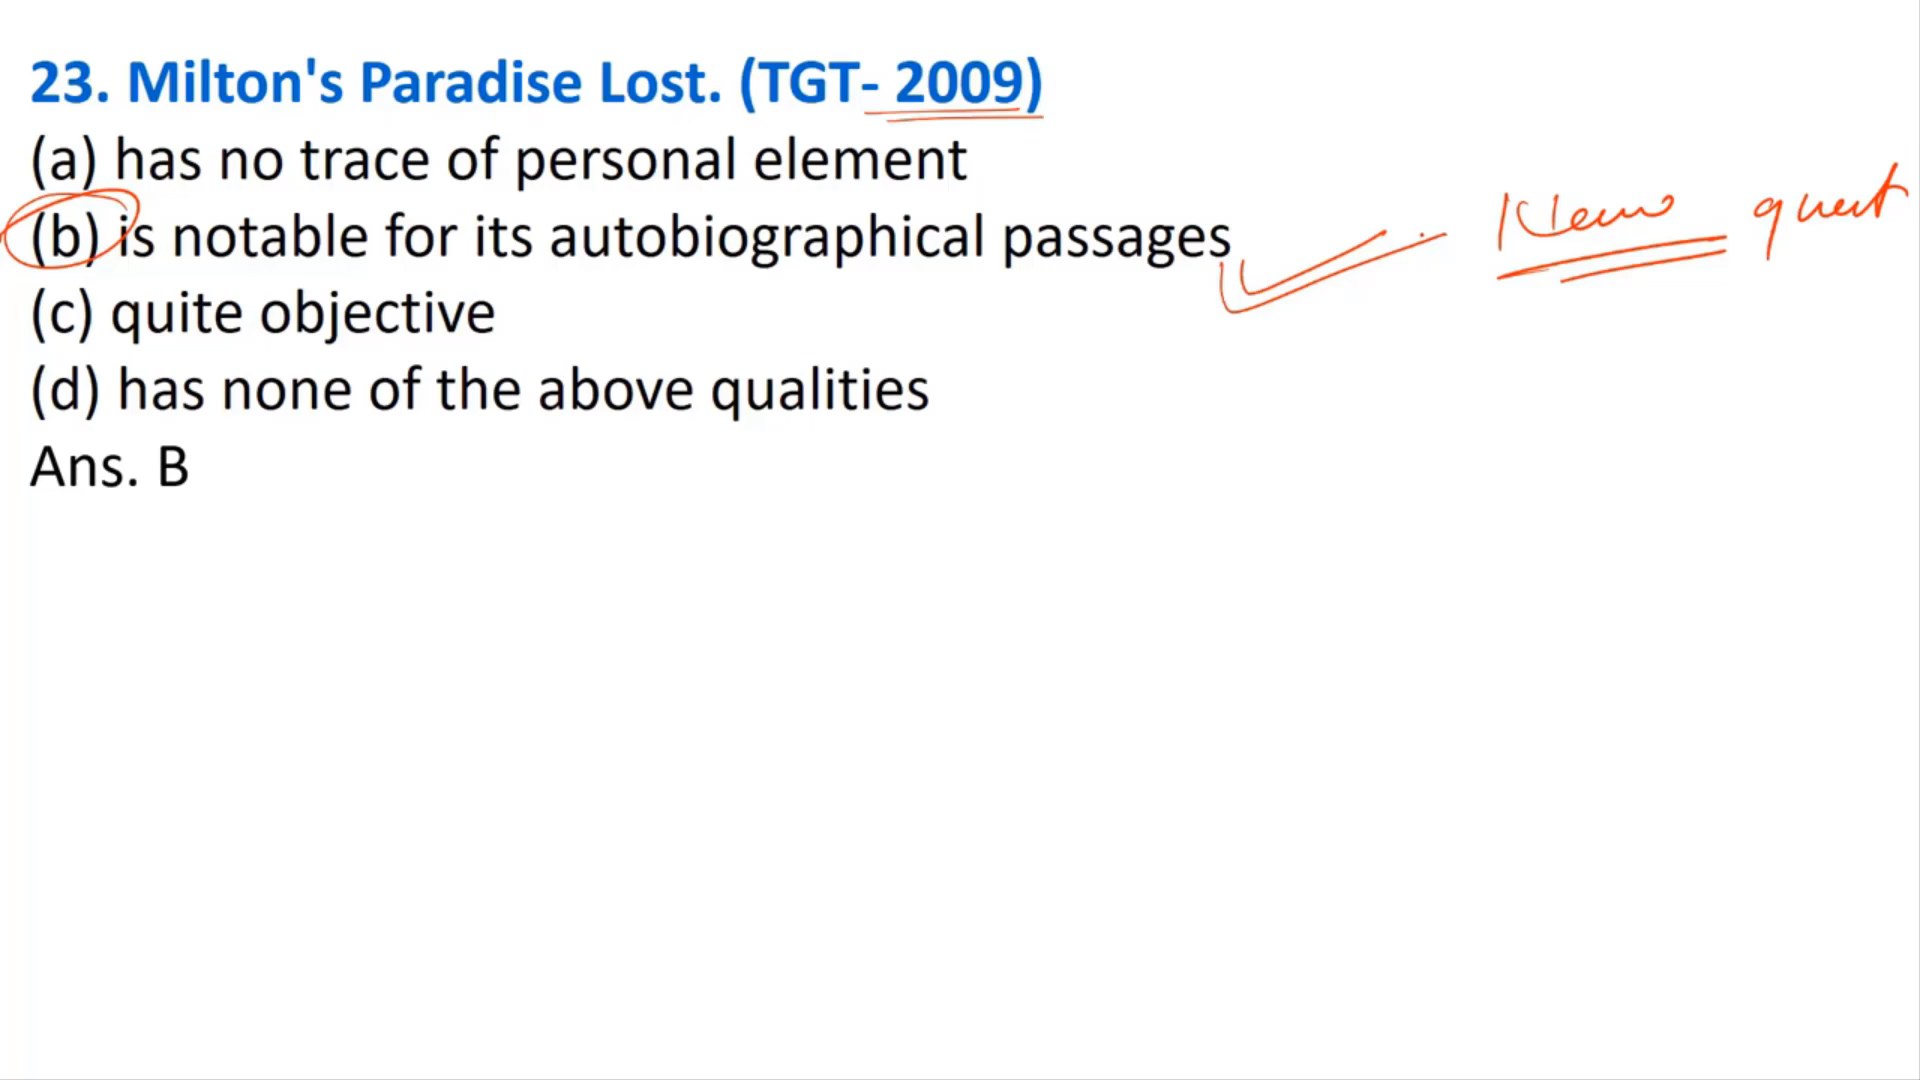 23. Milton's Paradise Lost. (TGT- 2009)
(a) has no trace of personal element
(b) is notable for its autobiographical passages
(c) quite objective
(d) has none of the above qualities
Ans. B